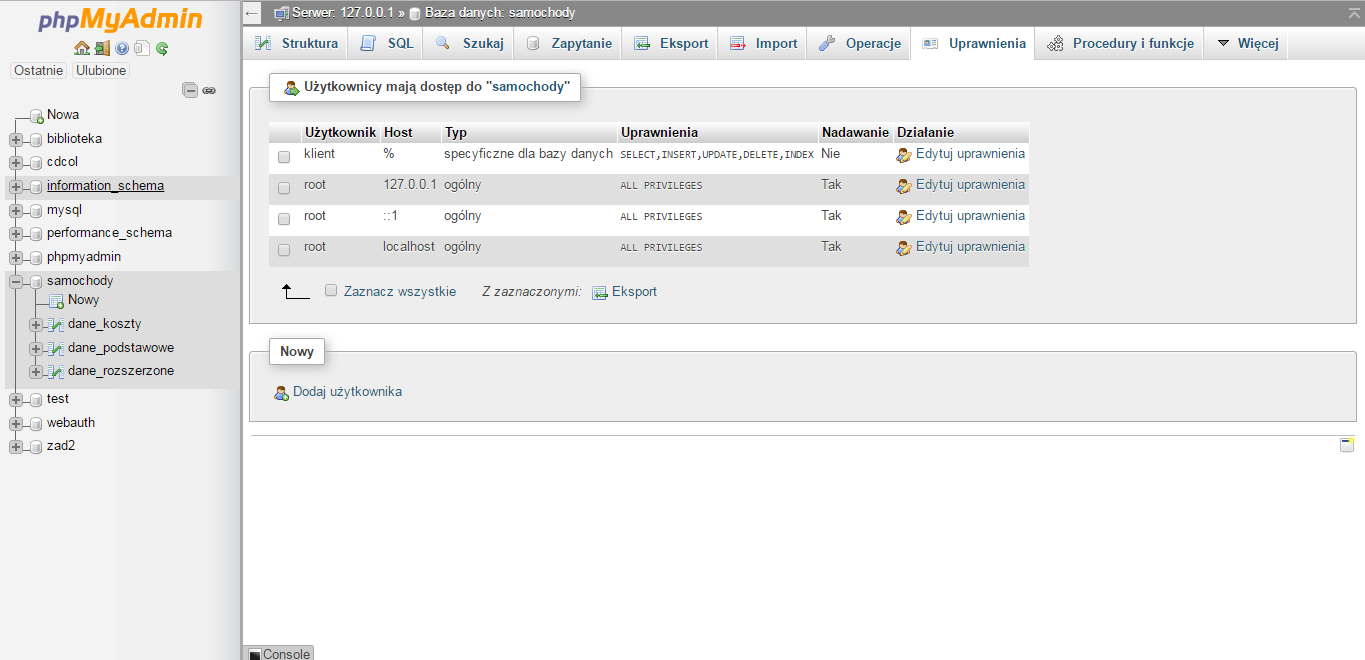 phpMyAdmin
Ostatnie Ulubione
Nowa
biblioteka
cdcol
information_schema
mysql
performance_schema
phpmyadmin
samochody
Nowy
dane_koszty
dane_podstawowe
dane_rozszerzone
test
webauth
zad2
Serwer: 127.0.0.1 » Baza danych: samochody
Struktura SQL Szukaj Zapytanie Eksport Import Operacje Uprawnienia Procedury i funkcje Więcej
Użytkownicy mają dostęp do "samochody"
Użytkownik Host Typ Uprawnienia Nadawanie Działanie
klient % specyficzne dla bazy danych SELECT,INSERT,UPDATE,DELETE,INDEX Nie Edytuj uprawnienia
root 127.0.0.1 ogólny ALL PRIVILEGES Tak Edytuj uprawnienia
root ::1 ogólny ALL PRIVILEGES Tak Edytuj uprawnienia
root localhost ogólny ALL PRIVILEGES Tak Edytuj uprawnienia
Zaznacz wszystkie Z zaznaczonymi: Eksport
Nowy
Dodaj użytkownika
Console